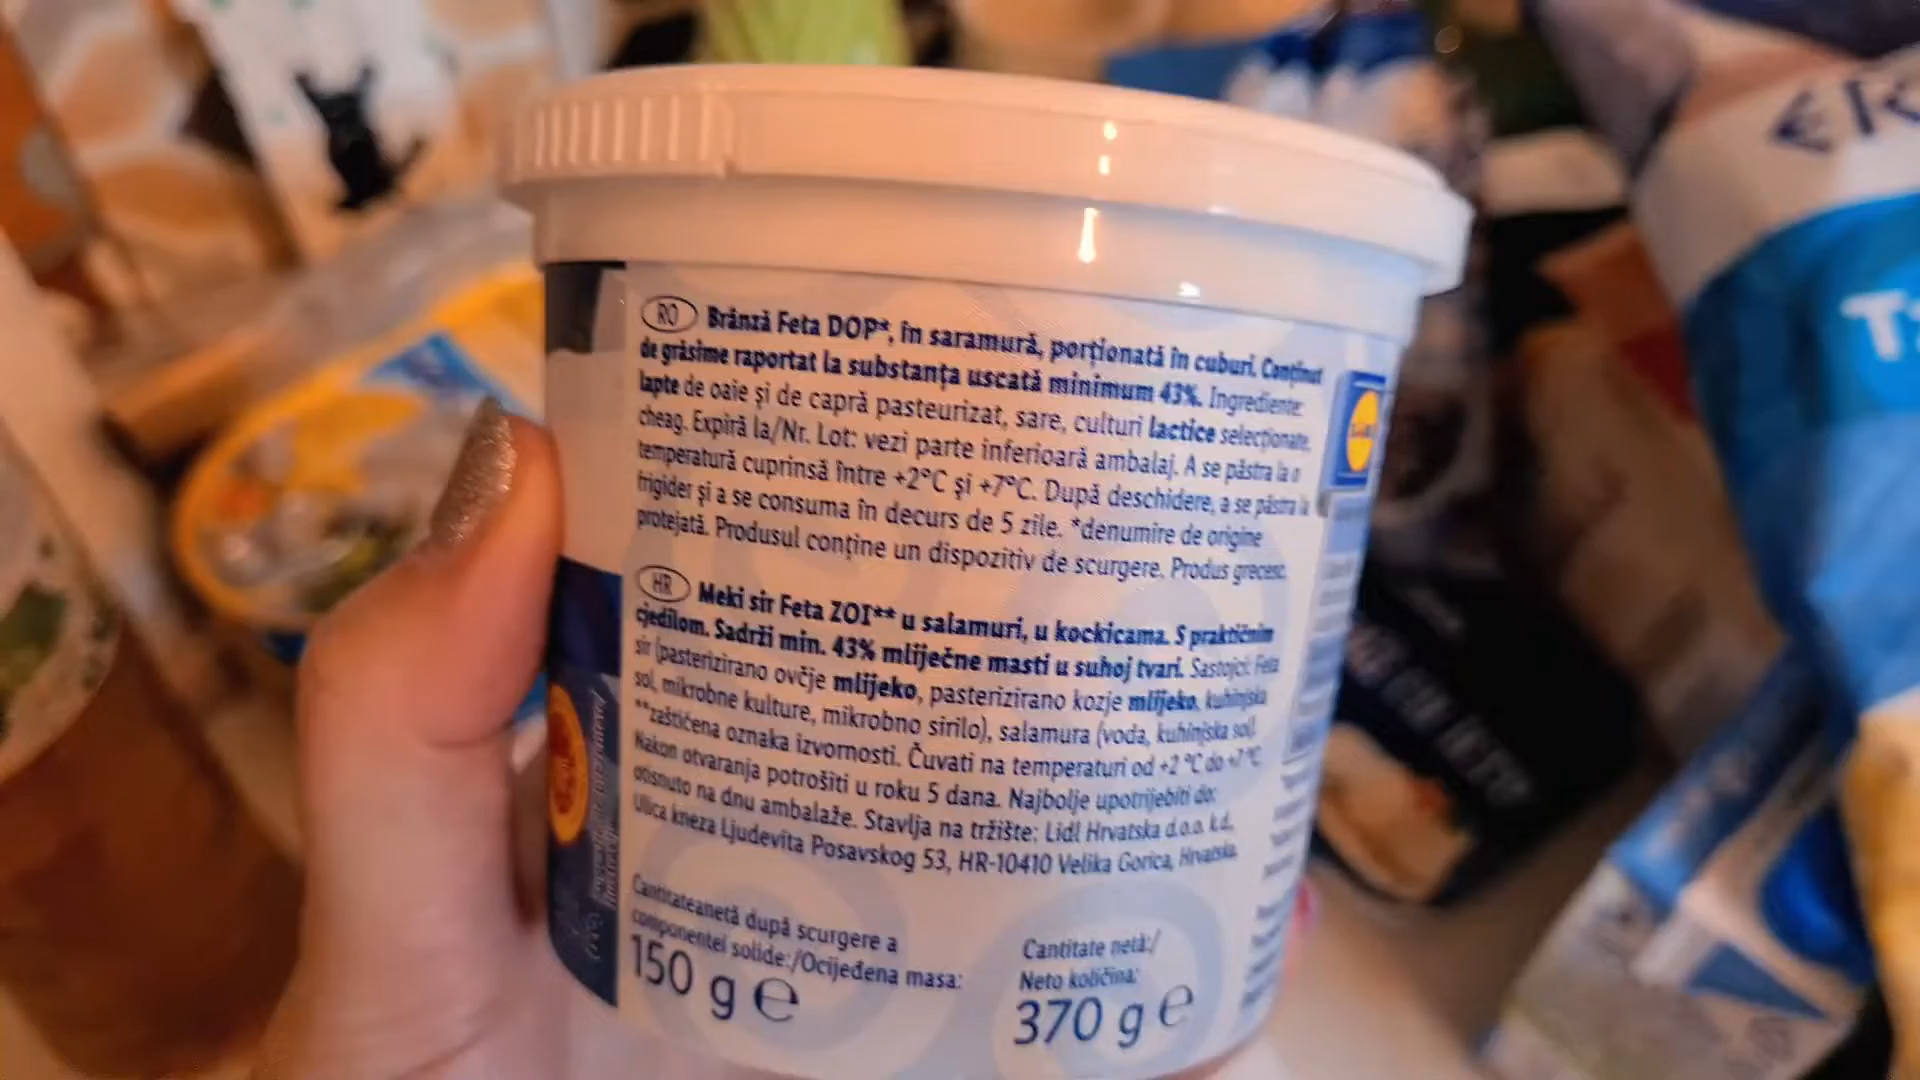 RO Brânză Feta DOP*, în saramură, porționată în cuburi. Conținut
de grăsime raportat la substanța uscată minimum 43%. Ingrediente:
lapte de oaie și de capră pasteurizat, sare, culturi lactice selecționate,
cheag. Expiră la/Nr. Lot: vezi parte inferioară ambalaj. A se păstra la o
temperatură cuprinsă între +2°C și +7°C. După deschidere, a se păstra la
frigider și a se consuma în decurs de 5 zile. *denumire de origine
protejată. Produsul conține un dispozitiv de scurgere. Produs grecesc.
HR Meki sir Feta ZOI** u salamuri, u kockicama. S praktičnim
cjedilom. Sadrži min. 43% mliječne masti u suhoj tvari. Sastojci: Feta
sir (pasterizirano ovčje mlijeko, pasterizirano kozje mlijeko, kuhinjska
sol, mikrobne kulture, mikrobno sirilo), salamura (voda, kuhinjska sol).
**zaštićena oznaka izvornosti. Čuvati na temperaturi od +2 °C do +7 °C.
Nakon otvaranja potrošiti u roku 5 dana. Najbolje upotrijebiti do:
otisnuto na dnu ambalaže. Stavlja na tržište: Lidl Hrvatska d.o.o. k.d.,
Ulica kneza Ljudevita Posavskog 53, HR-10410 Velika Gorica, Hrvatska.
Cantitateanetă după scurgere a
componentei solide:/Ocijeđena masa:
150 g e
Cantitate netă:/
Neto količina:
370 g e